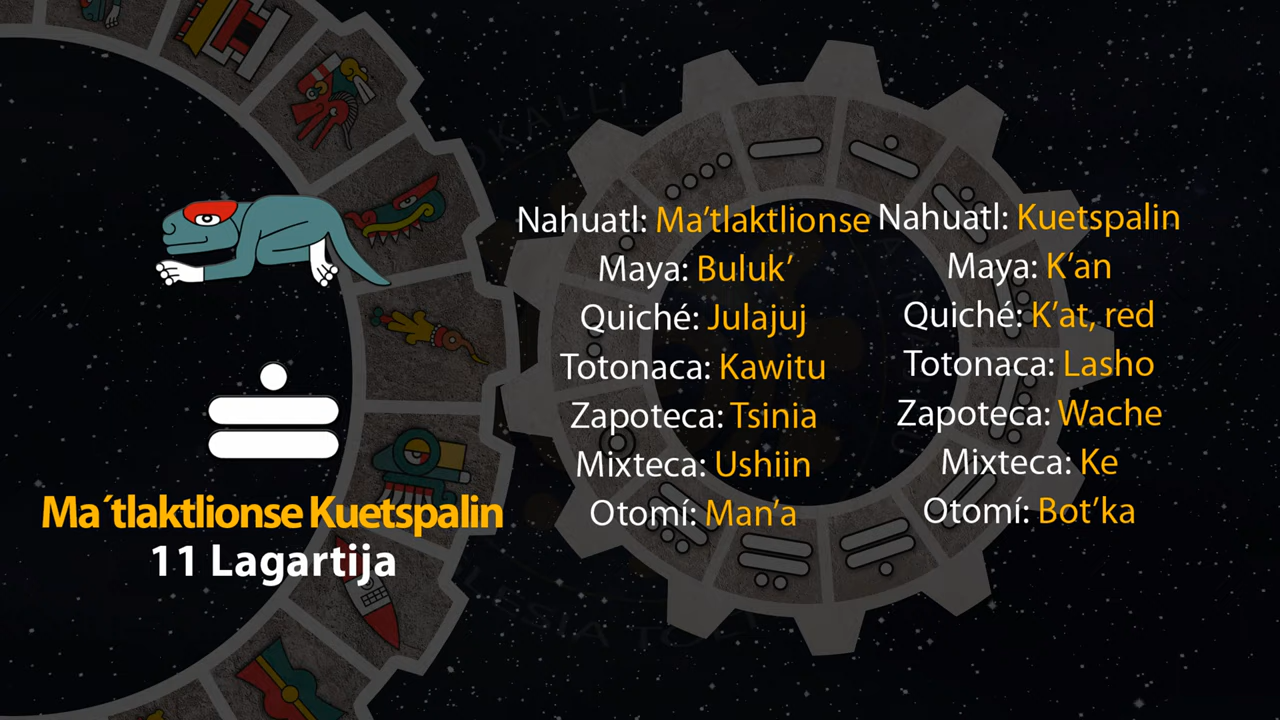 Nahuatl: Ma’tlaktlionse
Maya: Buluk’
Quiché: Julajuj
Totonaca: Kawitu
Zapoteca: Tsinia
Mixteca: Ushiin
Otomí: Man’a
Nahuatl: Kuetspalin
Maya: K’an
Quiché: K’at, red
Totonaca: Lasho
Zapoteca: Wache
Mixteca: Ke
Otomí: Bot’ka
Ma´tlaktlionse Kuetspalin
11 Lagartija